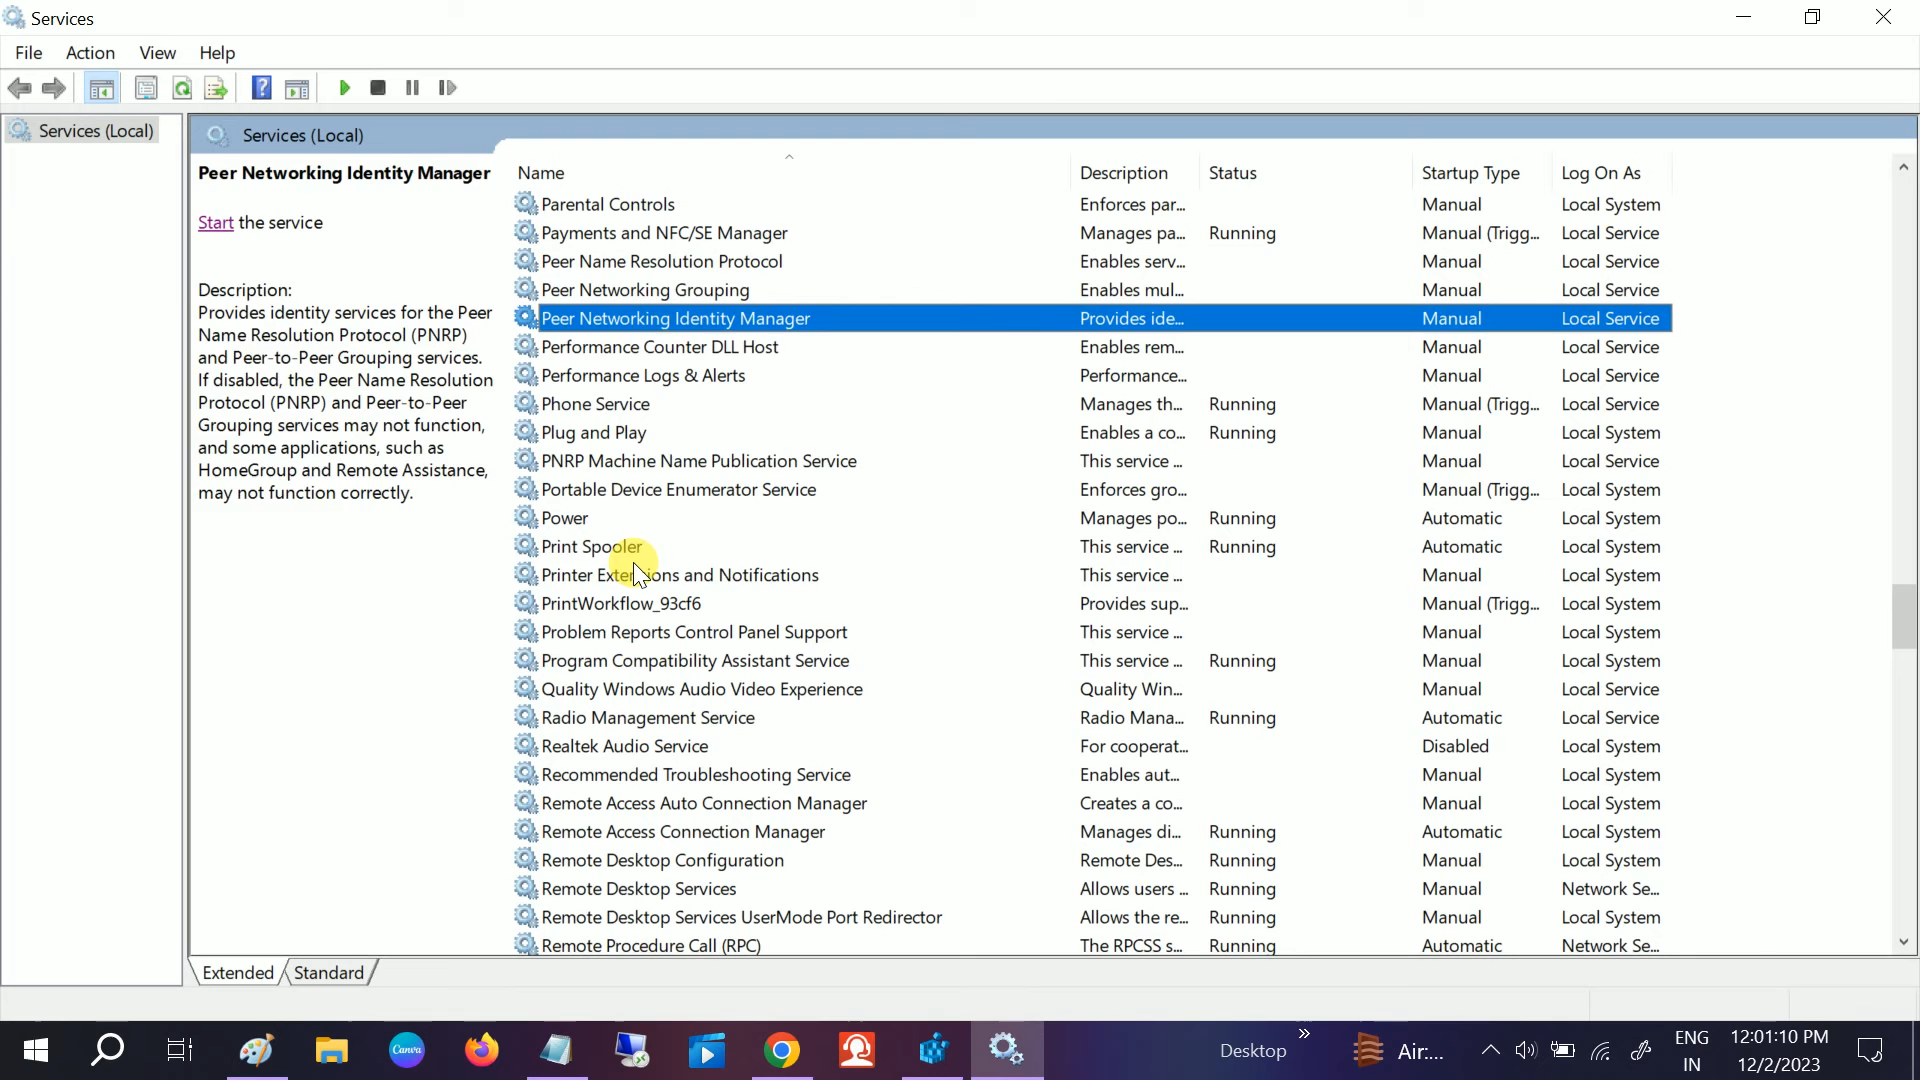 Services
File Action View Help
Services (Local)
Services (Local)
Peer Networking Identity Manager
Start the service
Description:
Provides identity services for the Peer
Name Resolution Protocol (PNRP)
and Peer-to-Peer Grouping services.
If disabled, the Peer Name Resolution
Protocol (PNRP) and Peer-to-Peer
Grouping services may not function,
and some applications, such as
HomeGroup and Remote Assistance,
may not function correctly.
Name Description Status Startup Type Log On As
Parental Controls Enforces par... Manual Local System
Payments and NFC/SE Manager Manages pa... Running Manual (Trigg... Local Service
Peer Name Resolution Protocol Enables serv... Manual Local Service
Peer Networking Grouping Enables mul... Manual Local Service
Peer Networking Identity Manager Provides ide... Manual Local Service
Performance Counter DLL Host Enables rem... Manual Local Service
Performance Logs & Alerts Performance... Manual Local Service
Phone Service Manages th... Running Manual (Trigg... Local Service
Plug and Play Enables a co... Running Manual Local System
PNRP Machine Name Publication Service This service ... Manual Local Service
Portable Device Enumerator Service Enforces gro... Manual (Trigg... Local System
Power Manages po... Running Automatic Local System
Print Spooler This service ... Running Automatic Local System
Printer Extensions and Notifications This service ... Manual Local System
PrintWorkflow_93cf6 Provides sup... Manual (Trigg... Local System
Problem Reports Control Panel Support This service ... Manual Local System
Program Compatibility Assistant Service This service ... Running Manual Local System
Quality Windows Audio Video Experience Quality Win... Manual Local Service
Radio Management Service Radio Mana... Running Automatic Local Service
Realtek Audio Service For cooperat... Disabled Local System
Recommended Troubleshooting Service Enables aut... Manual Local System
Remote Access Auto Connection Manager Creates a co... Manual Local System
Remote Access Connection Manager Manages di... Running Automatic Local System
Remote Desktop Configuration Remote Des... Running Manual Local System
Remote Desktop Services Allows users ... Running Manual Network Se...
Remote Desktop Services UserMode Port Redirector Allows the re... Running Manual Local System
Remote Procedure Call (RPC) The RPCSS s... Running Automatic Network Se...
Extended Standard
Canva
Desktop
Air:...
ENG
IN
12:01:10 PM
12/2/2023